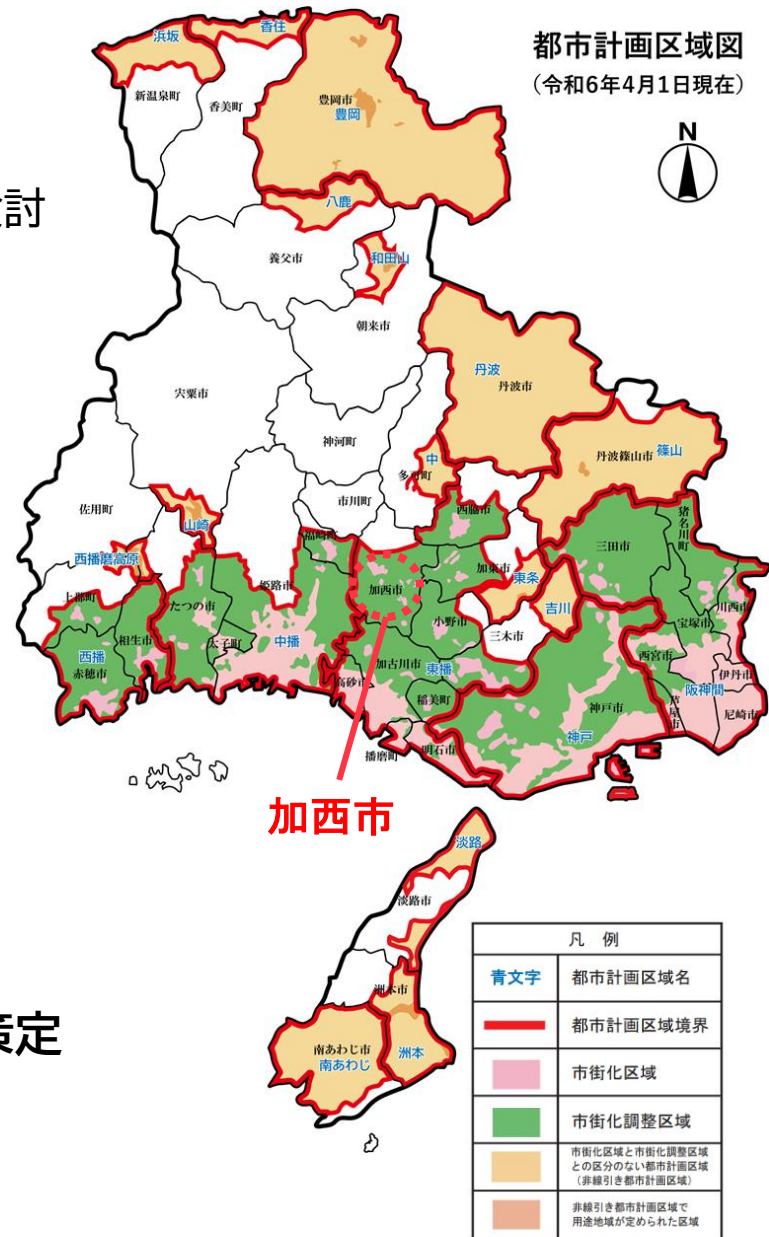 都市計画区域図
(令和6年4月1日現在)
N
討
浜坂
香住
新温泉町
香美町
豊岡市
豊岡
八鹿
養父市
和田山
朝来市
宍粟市
丹波
丹波市
神河町
中
多可町
丹波篠山市
篠山
佐用町
山崎
市川町
西脇市
猪名川町
西播磨高原
福崎町
三田市
上郡町
姫路市
加西市
加東市
東条
たつの市
吉川
川西市
相生市
小野市
宝塚市
太子町
中播
三木市
西播
赤穂市
加古川市
東播
西宮市
伊丹市
高砂市
稲美町
阪神間
神戸市
芦屋市
尼崎市
播磨町
明石市
神戸
加西市
淡路
淡路市
洲本市
南あわじ市
南あわじ
洲本
策定
凡 例
青文字
都市計画区域名
都市計画区域境界
市街化区域
市街化調整区域
市街化区域と市街化調整区域
との区分のない都市計画区域
(非線引き都市計画区域)
非線引き都市計画区域で
用途地域が定められた区域